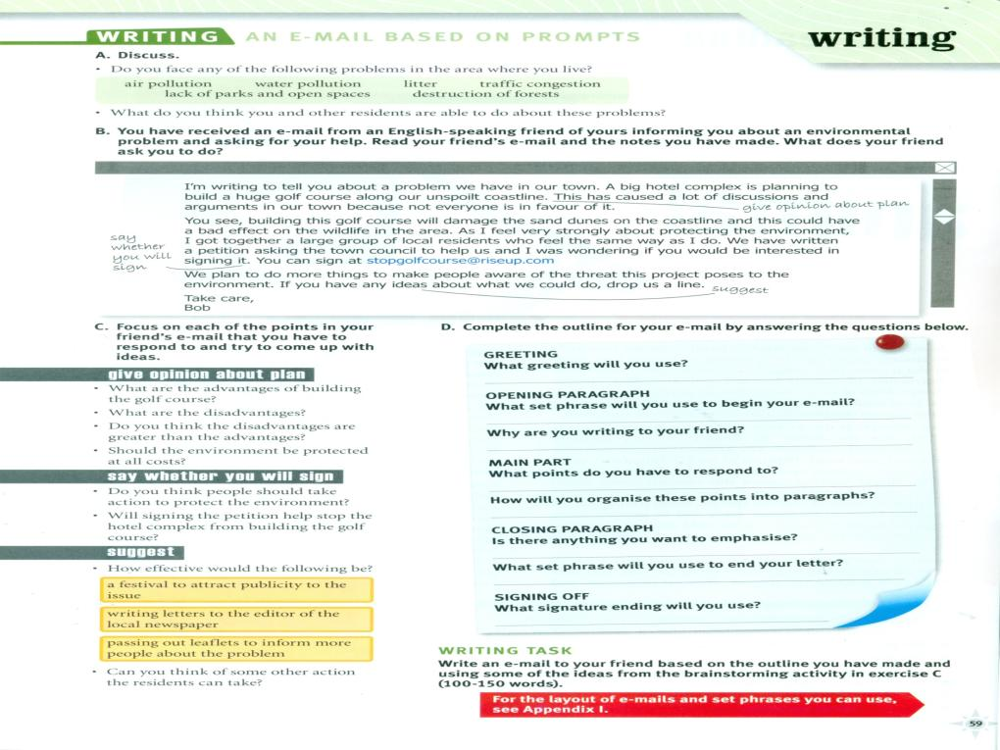 writing
WRITING AN E-MAIL BASED ON PROMPTS
A. Discuss.
• Do you face any of the following problems in the area where you live?
air pollution water pollution litter traffic congestion
lack of parks and open spaces destruction of forests
• What do you think you and other residents are able to do about these problems?
B. You have received an e-mail from an English-speaking friend of yours informing you about an environmental
problem and asking for your help. Read your friend's e-mail and the notes you have made. What does your friend
ask you to do?
I'm writing to tell you about a problem we have in our town. A big hotel complex is planning to
build a huge golf course along our unspoilt coastline. This has caused a lot of discussions and
arguments in our town because not everyone is in favour of it.
give opinion about plan
You see, building this golf course will damage the sand dunes on the coastline and this could have
a bad effect on the wildlife in the area. As I feel very strongly about protecting the environment,
I got together a large group of local residents who feel the same way as I do. We have written
a petition asking the town council to help us and I was wondering if you would be interested in
signing it. You can sign at stopgolfcourse@riseup.com
say
whether
you will
sign
We plan to do more things to make people aware of the threat this project poses to the
environment. If you have any ideas about what we could do, drop us a line.
suggest
Take care,
Bob
C. Focus on each of the points in your
friend's e-mail that you have to
respond to and try to come up with
ideas.
give opinion about plan
• What are the advantages of building
the golf course?
• What are the disadvantages?
• Do you think the disadvantages are
greater than the advantages?
• Should the environment be protected
at all costs?
say whether you will sign
• Do you think people should take
action to protect the environment?
• Will signing the petition help stop the
hotel complex from building the golf
course?
suggest
• How effective would the following be?
a festival to attract publicity to the
issue
writing letters to the editor of the
local newspaper
passing out leaflets to inform more
people about the problem
• Can you think of some other action
the residents can take?
D. Complete the outline for your e-mail by answering the questions below.
GREETING
What greeting will you use?
OPENING PARAGRAPH
What set phrase will you use to begin your e-mail?
Why are you writing to your friend?
MAIN PART
What points do you have to respond to?
How will you organise these points into paragraphs?
CLOSING PARAGRAPH
Is there anything you want to emphasise?
What set phrase will you use to end your letter?
SIGNING OFF
What signature ending will you use?
WRITING TASK
Write an e-mail to your friend based on the outline you have made and
using some of the ideas from the brainstorming activity in exercise C
(100-150 words).
For the layout of e-mails and set phrases you can use,
see Appendix I.
59